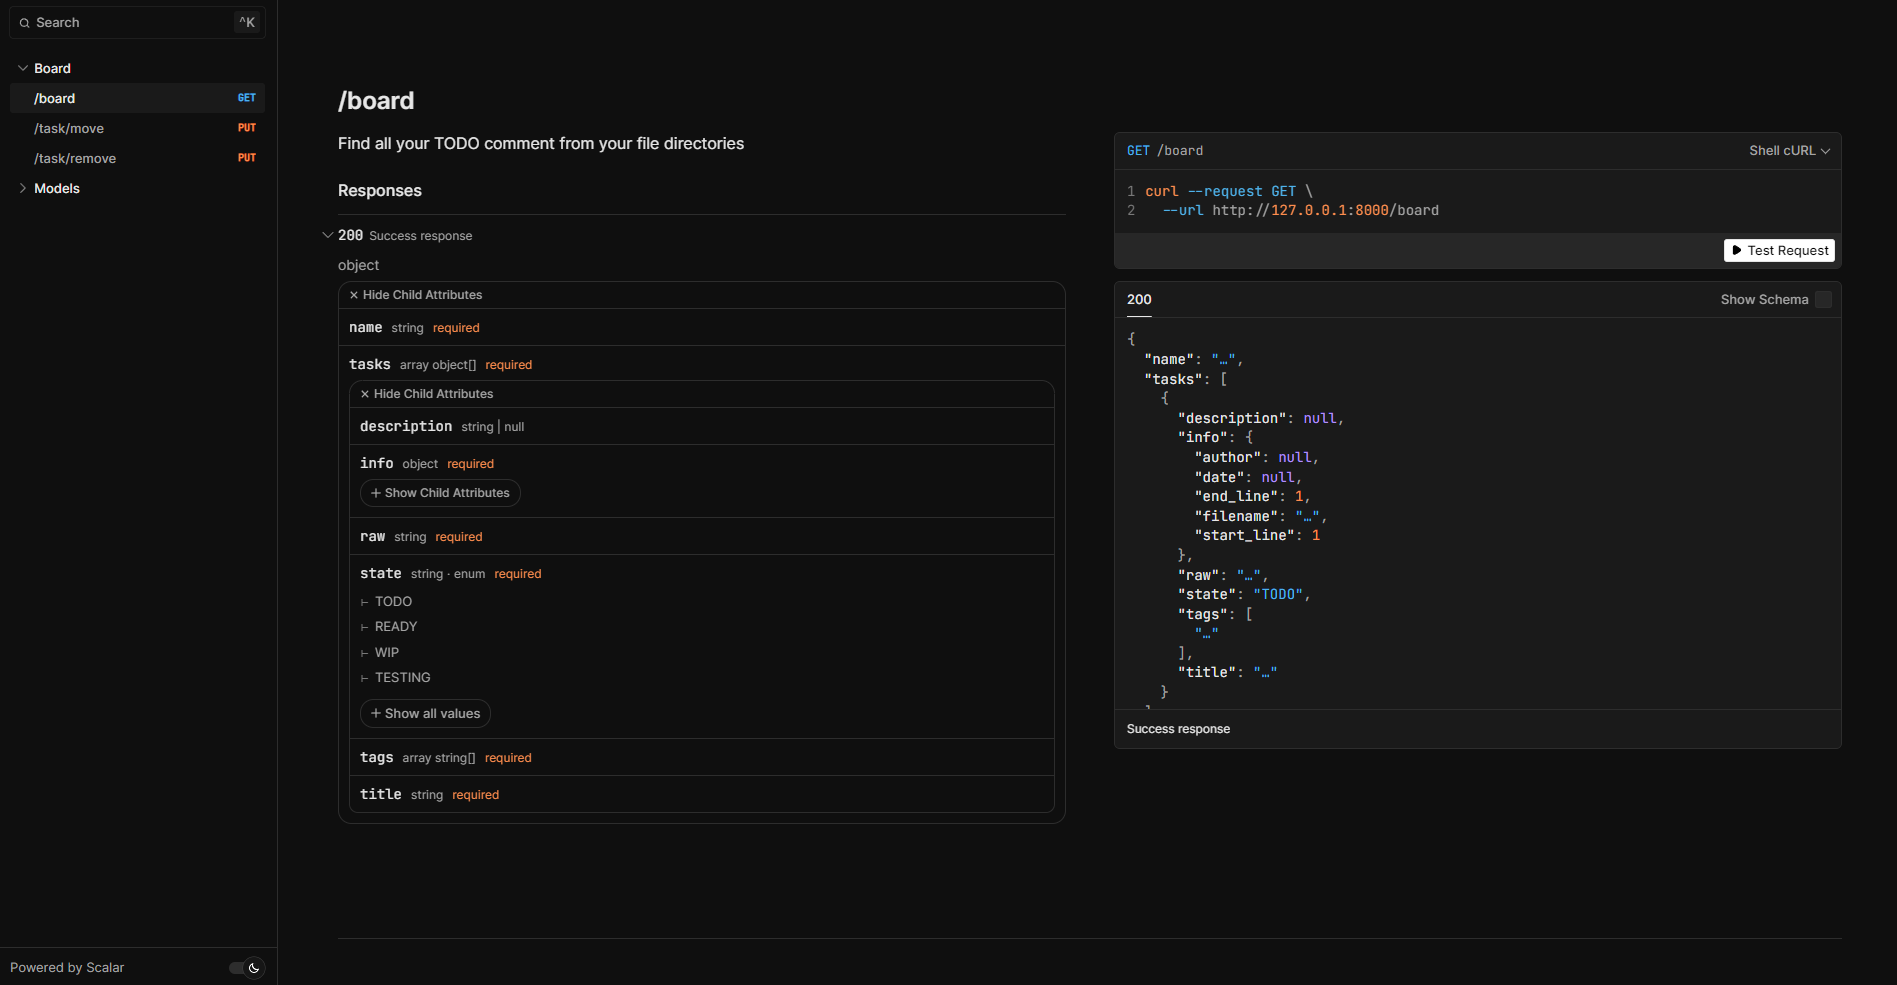 Search ^K
Board
/board GET
/task/move PUT
/task/remove PUT
Models
Powered by Scalar
/board
Find all your TODO comment from your file directories
Responses
200 Success response
object
× Hide Child Attributes
name string required
tasks array object[] required
× Hide Child Attributes
description string | null
info object required
+ Show Child Attributes
raw string required
state string · enum required
TODO
READY
WIP
TESTING
+ Show all values
tags array string[] required
title string required
GET /board Shell cURL
1 curl --request GET \
2 --url http://127.0.0.1:8000/board
Test Request
200 Show Schema
{
"name": "…",
"tasks": [
{
"description": null,
"info": {
"author": null,
"date": null,
"end_line": 1,
"filename": "…",
"start_line": 1
},
"raw": "…",
"state": "TODO",
"tags": [
"…"
],
"title": "…"
}
]
Success response